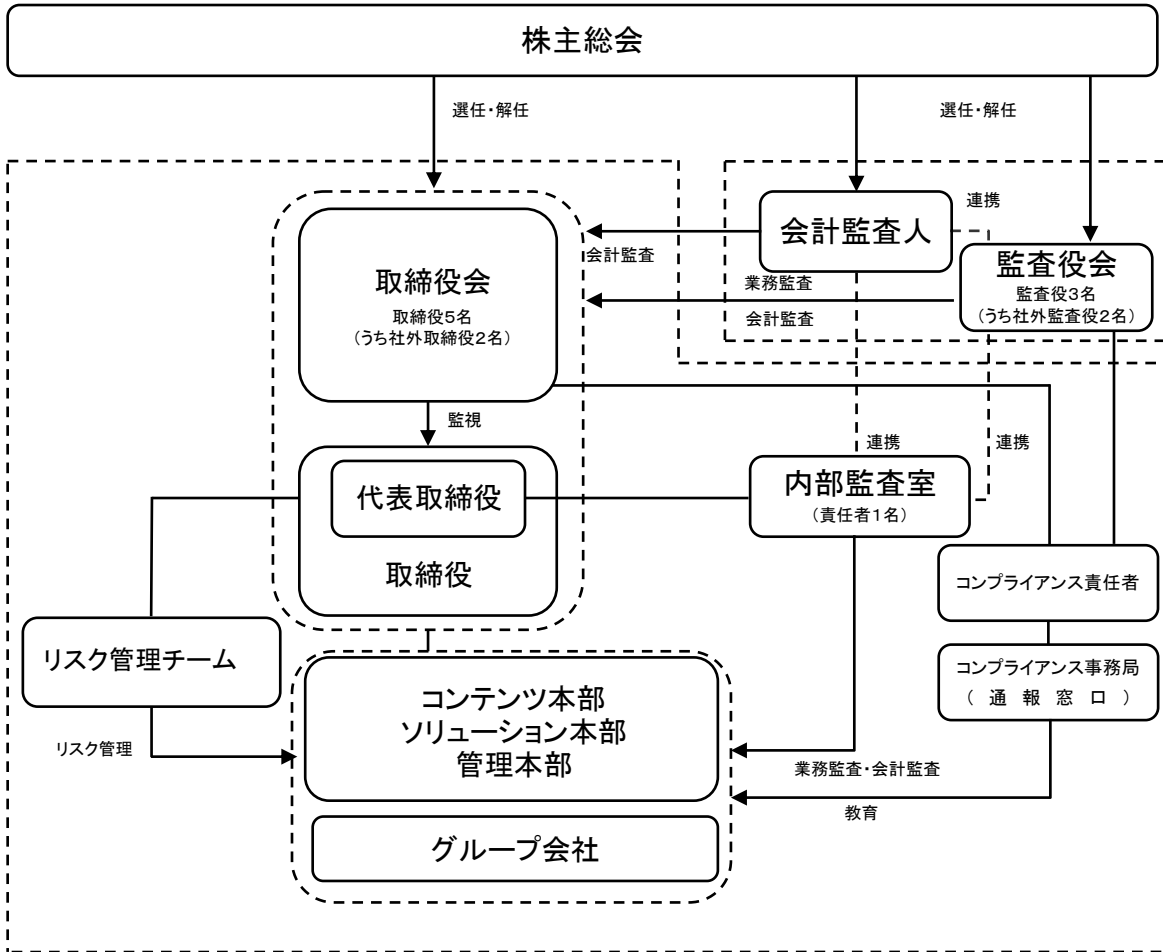 株主総会
選任・解任
選任・解任
連携
会計監査人
会計監査
監査役会
監査役3名
（うち社外監査役2名）
取締役会
取締役5名
（うち社外取締役2名）
業務監査
会計監査
監視
連携
連携
代表取締役
取締役
内部監査室
（責任者1名）
コンプライアンス責任者
リスク管理チーム
コンプライアンス事務局
（ 通 報 窓 口 ）
コンテンツ本部
ソリューション本部
管理本部
リスク管理
業務監査・会計監査
教育
グループ会社